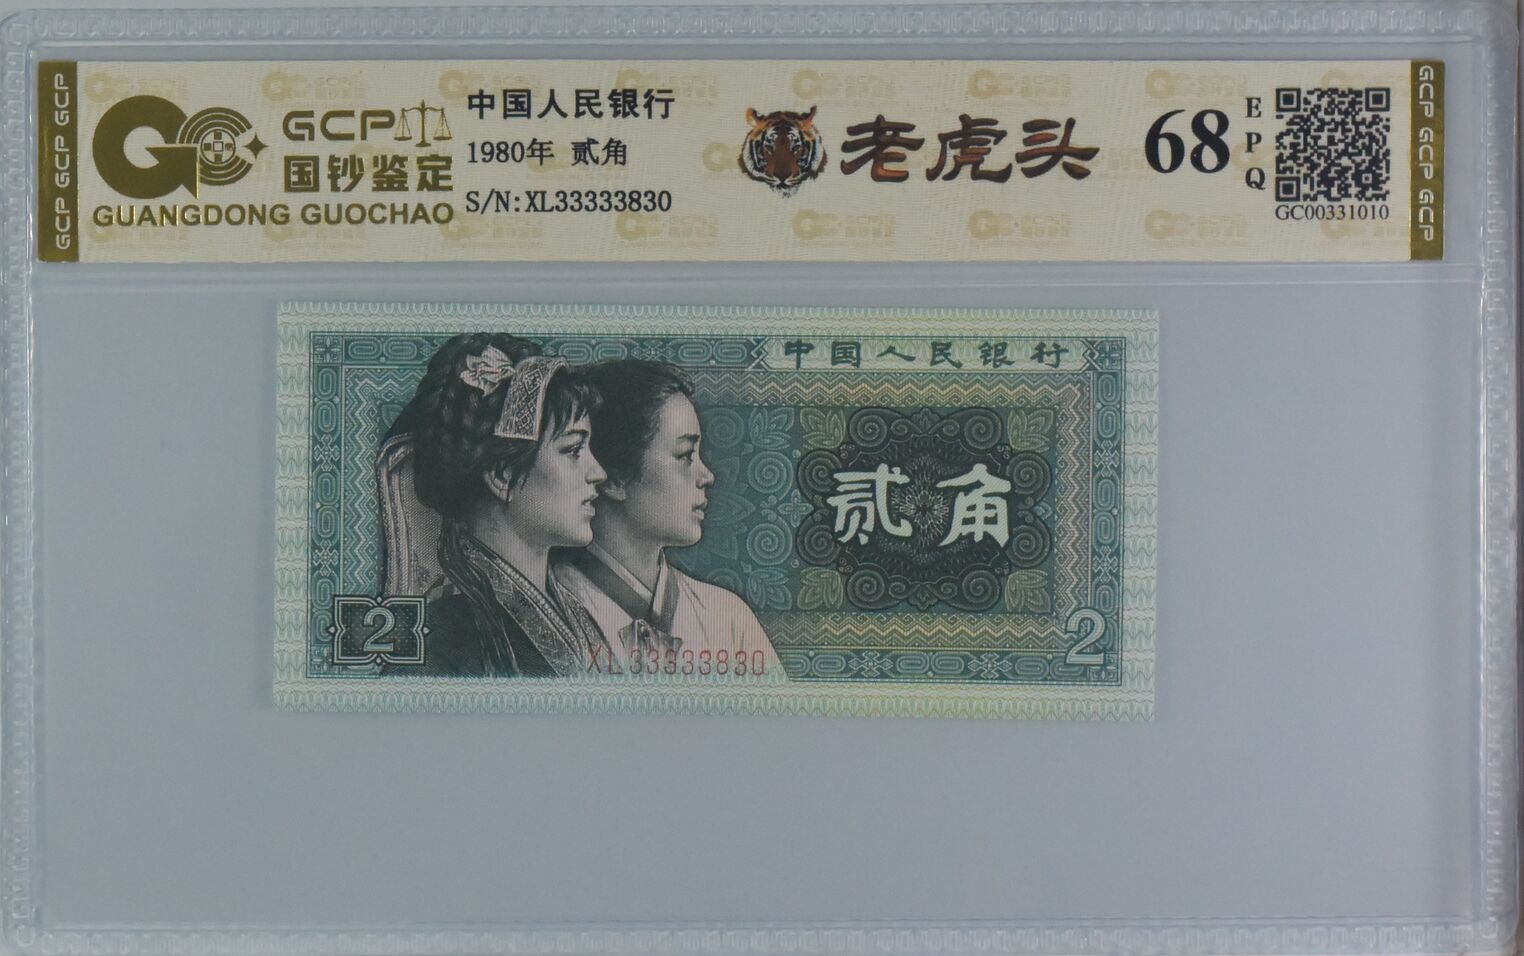 GCP GCP GCP
GCP
国钞鉴定
GUANGDONG GUOCHAO
中国人民银行
1980年 贰角
S/N:XL33333830
老虎头
68
EPQ
GC00331010
GCP GCP GCP
中国人民银行
贰角
2
XL33333830
2